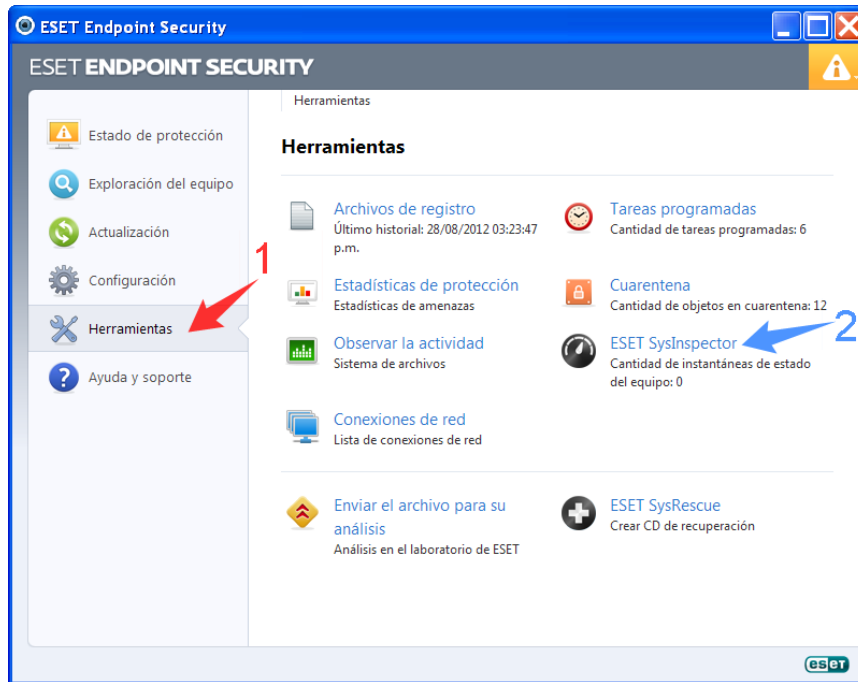 ESET Endpoint Security
ESET ENDPOINT SECURITY
Estado de protección
Exploración del equipo
Actualización
Configuración
Herramientas
Ayuda y soporte
1
Herramientas
Herramientas
Archivos de registro
Último historial: 28/08/2012 03:23:47
p.m.
Tareas programadas
Cantidad de tareas programadas: 6
Estadísticas de protección
Estadísticas de amenazas
Cuarentena
Cantidad de objetos en cuarentena: 12
Observar la actividad
Sistema de archivos
ESET SysInspector
Cantidad de instantáneas de estado
del equipo: 0
2
Conexiones de red
Lista de conexiones de red
Enviar el archivo para su
análisis
Análisis en el laboratorio de ESET
ESET SysRescue
Crear CD de recuperación
eseT